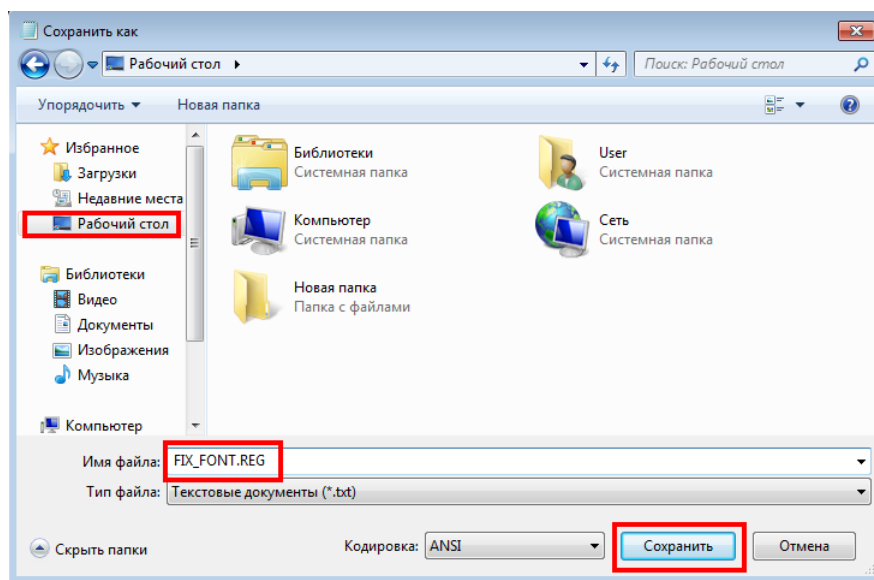 Сохранить как
Рабочий стол
Поиск: Рабочий стол
Упорядочить
Новая папка
Избранное
Загрузки
Недавние места
Рабочий стол
Библиотеки
Видео
Документы
Изображения
Музыка
Компьютер
Библиотеки
Системная папка
User
Системная папка
Компьютер
Системная папка
Сеть
Системная папка
Новая папка
Папка с файлами
Имя файла: FIX_FONT.REG
Тип файла: Текстовые документы (*.txt)
Скрыть папки
Кодировка: ANSI
Сохранить
Отмена